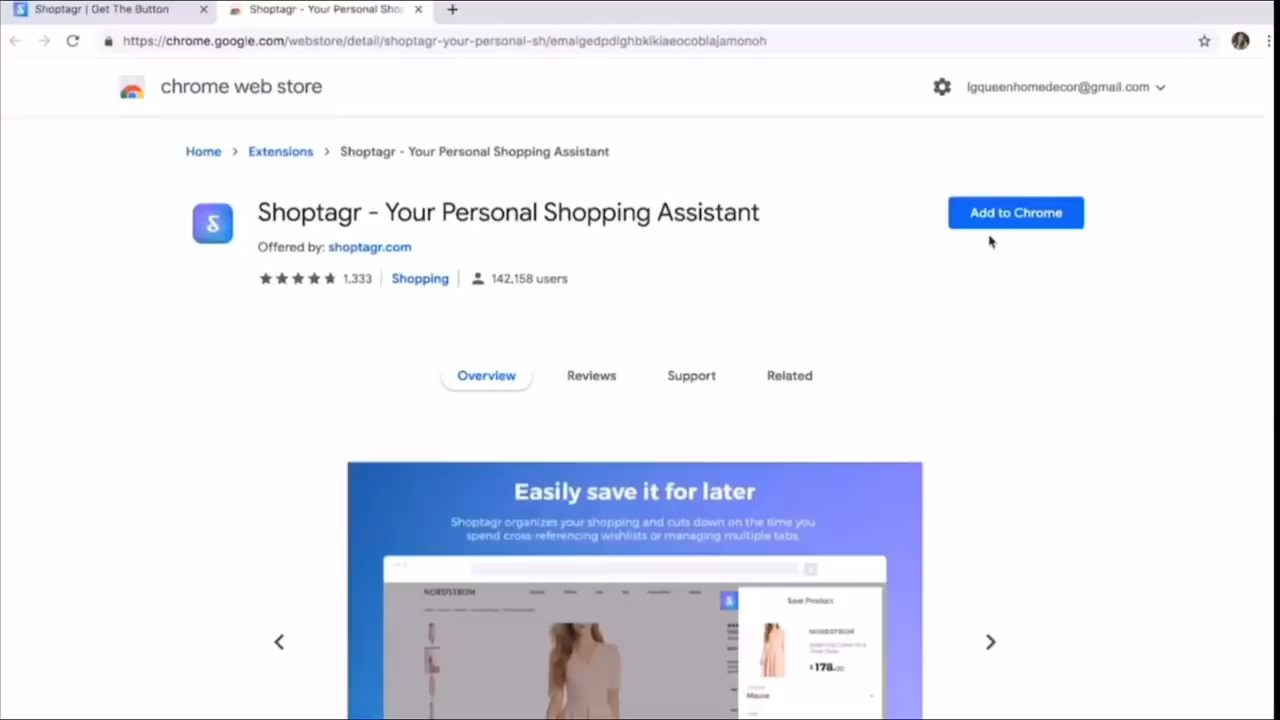 Shoptagr | Get The Button
Shoptagr - Your Personal Sho
https://chrome.google.com/webstore/detail/shoptagr-your-personal-sh/emalgedpdlghbkikiaeocoblajamonoh
chrome web store
lgqueenhomedecor@gmail.com
Home > Extensions > Shoptagr - Your Personal Shopping Assistant
Shoptagr - Your Personal Shopping Assistant
Add to Chrome
Offered by: shoptagr.com
1,333 Shopping 142,158 users
Overview Reviews Support Related
Easily save it for later
Shoptagr organizes your shopping and cuts down on the time you
spend cross-referencing wishlists or managing multiple tabs.
NORDSTROM
Save Product
NORDSTROM
$178.00
Mauve